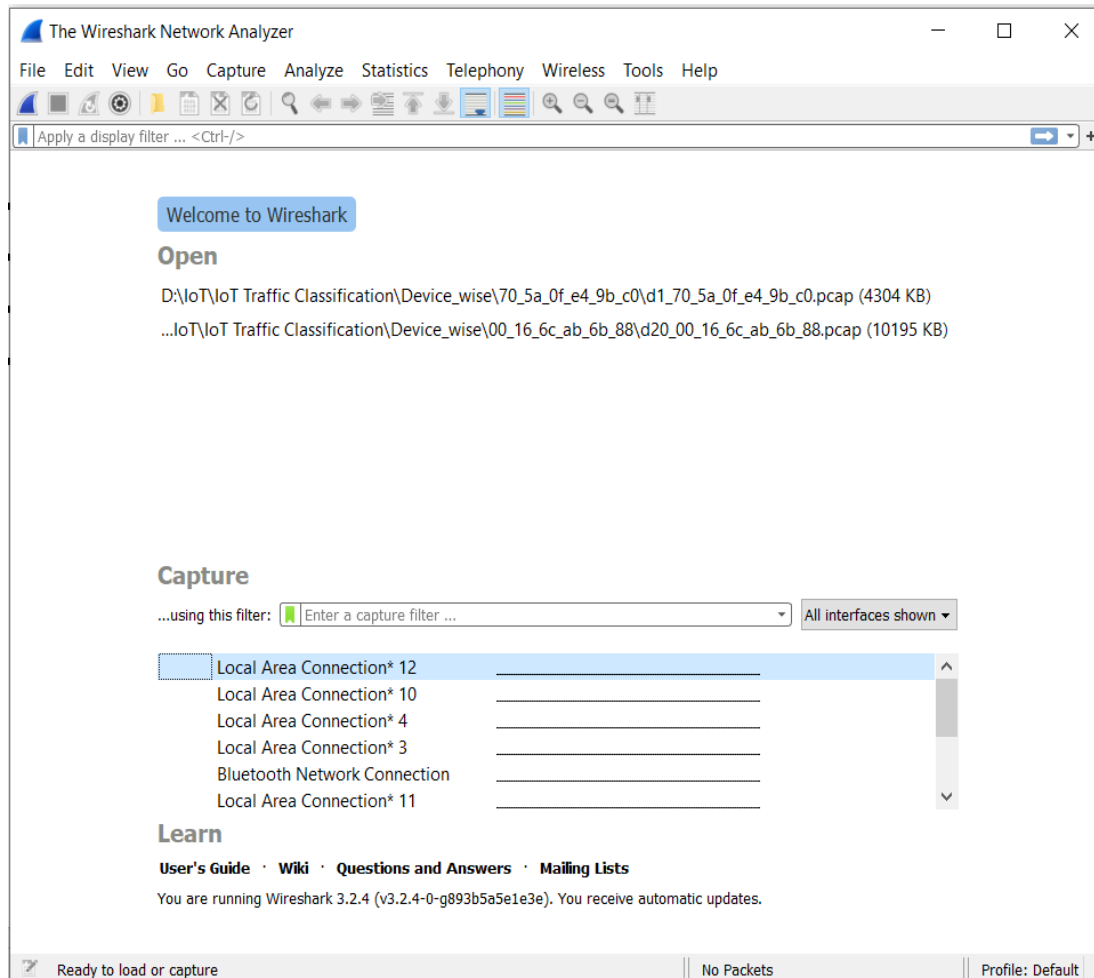 The Wireshark Network Analyzer
File Edit View Go Capture Analyze Statistics Telephony Wireless Tools Help
Apply a display filter ... <Ctrl-/>
Welcome to Wireshark
Open
D:\IoT\IoT Traffic Classification\Device_wise\70_5a_0f_e4_9b_c0\d1_70_5a_0f_e4_9b_c0.pcap (4304 KB)
...IoT\IoT Traffic Classification\Device_wise\00_16_6c_ab_6b_88\d20_00_16_6c_ab_6b_88.pcap (10195 KB)
Capture
...using this filter: Enter a capture filter ... All interfaces shown
Local Area Connection* 12
Local Area Connection* 10
Local Area Connection* 4
Local Area Connection* 3
Bluetooth Network Connection
Local Area Connection* 11
Learn
User's Guide · Wiki · Questions and Answers · Mailing Lists
You are running Wireshark 3.2.4 (v3.2.4-0-g893b5a5e1e3e). You receive automatic updates.
Ready to load or capture No Packets Profile: Default